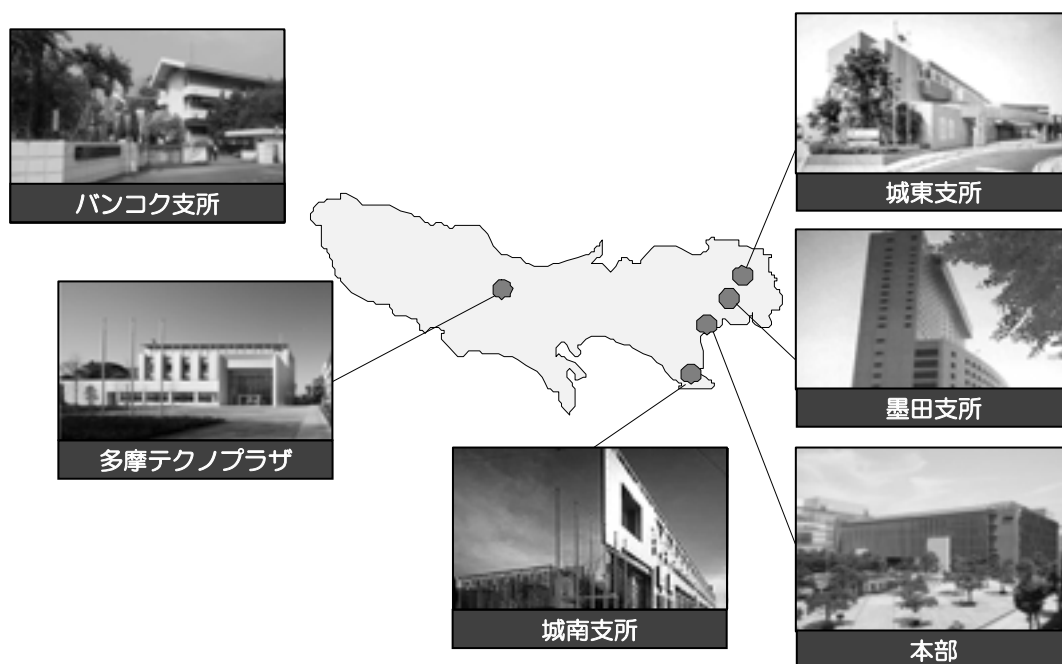 バンコク支所
城東支所
多摩テクノプラザ
墨田支所
城南支所
本部